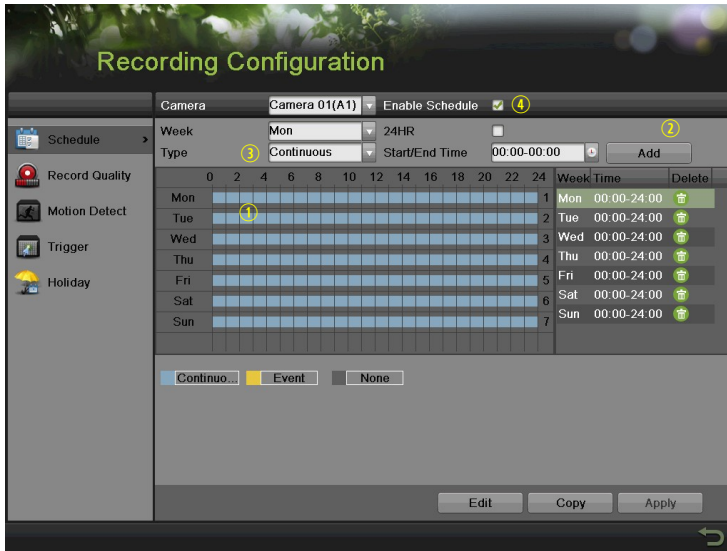 Recording Configuration
Camera Camera 01(A1) Enable Schedule ④
Week Mon 24HR ②
Type ③ Continuous Start/End Time 00:00-00:00 Add
Schedule >
Record Quality
Motion Detect
Trigger
Holiday
0 2 4 6 8 10 12 14 16 18 20 22 24
Mon ① 1
Tue 2
Wed 3
Thu 4
Fri 5
Sat 6
Sun 7
Week Time Delete
Mon 00:00-24:00
Tue 00:00-24:00
Wed 00:00-24:00
Thu 00:00-24:00
Fri 00:00-24:00
Sat 00:00-24:00
Sun 00:00-24:00
Continuo... Event None
Edit Copy Apply